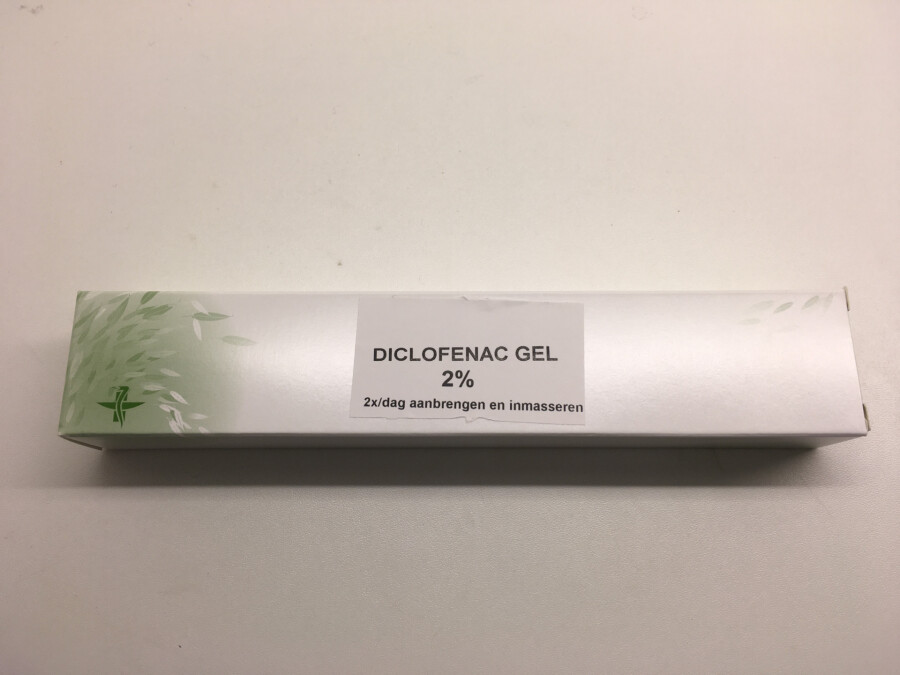 DICLOFENAC GEL
2%
2x/dag aanbrengen en inmasseren